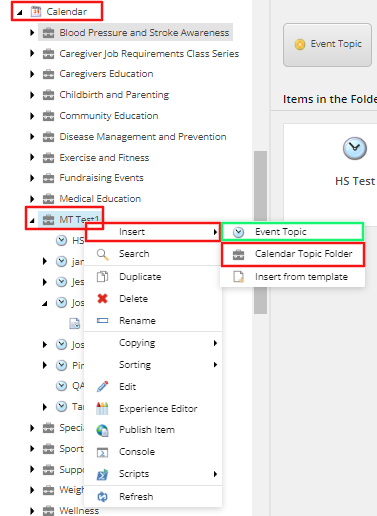 Calendar
Blood Pressure and Stroke Awareness
Caregiver Job Requirements Class Series
Caregivers Education
Childbirth and Parenting
Community Education
Disease Management and Prevention
Exercise and Fitness
Fundraising Events
Medical Education
MT Test1
HS
jan
Jes
Jos
Jos
Pin
QA
Tar
Specia
Sport
Suppo
Weigh
Wellness
Insert
Search
Duplicate
Delete
Rename
Copying
Sorting
Edit
Experience Editor
Publish Item
Console
Scripts
Refresh
Event Topic
Calendar Topic Folder
Insert from template
Event Topic
Items in the Folde
HS Test